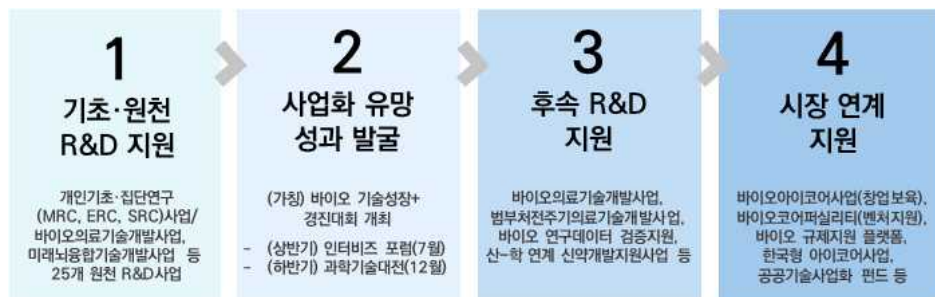 1
기초·원천
R&D 지원
개인기초·집단연구
(MRC, ERC, SRC)사업/
바이오의료기술개발사업,
미래뇌융합기술개발사업 등
25개 원천 R&D사업
2
사업화 유망
성과 발굴
(가칭) 바이오 기술성장+
경진대회 개최
- (상반기) 인터비즈 포럼(7월)
- (하반기) 과학기술대전(12월)
3
후속 R&D
지원
바이오의료기술개발사업,
범부처전주기의료기술개발사업,
바이오 연구데이터 검증지원,
산-학 연계 신약개발지원사업 등
4
시장 연계
지원
바이오아이코어사업(창업보육),
바이오코어퍼실리티(벤처지원),
바이오 규제지원 플랫폼,
한국형 아이코어사업,
공공기술사업화 펀드 등